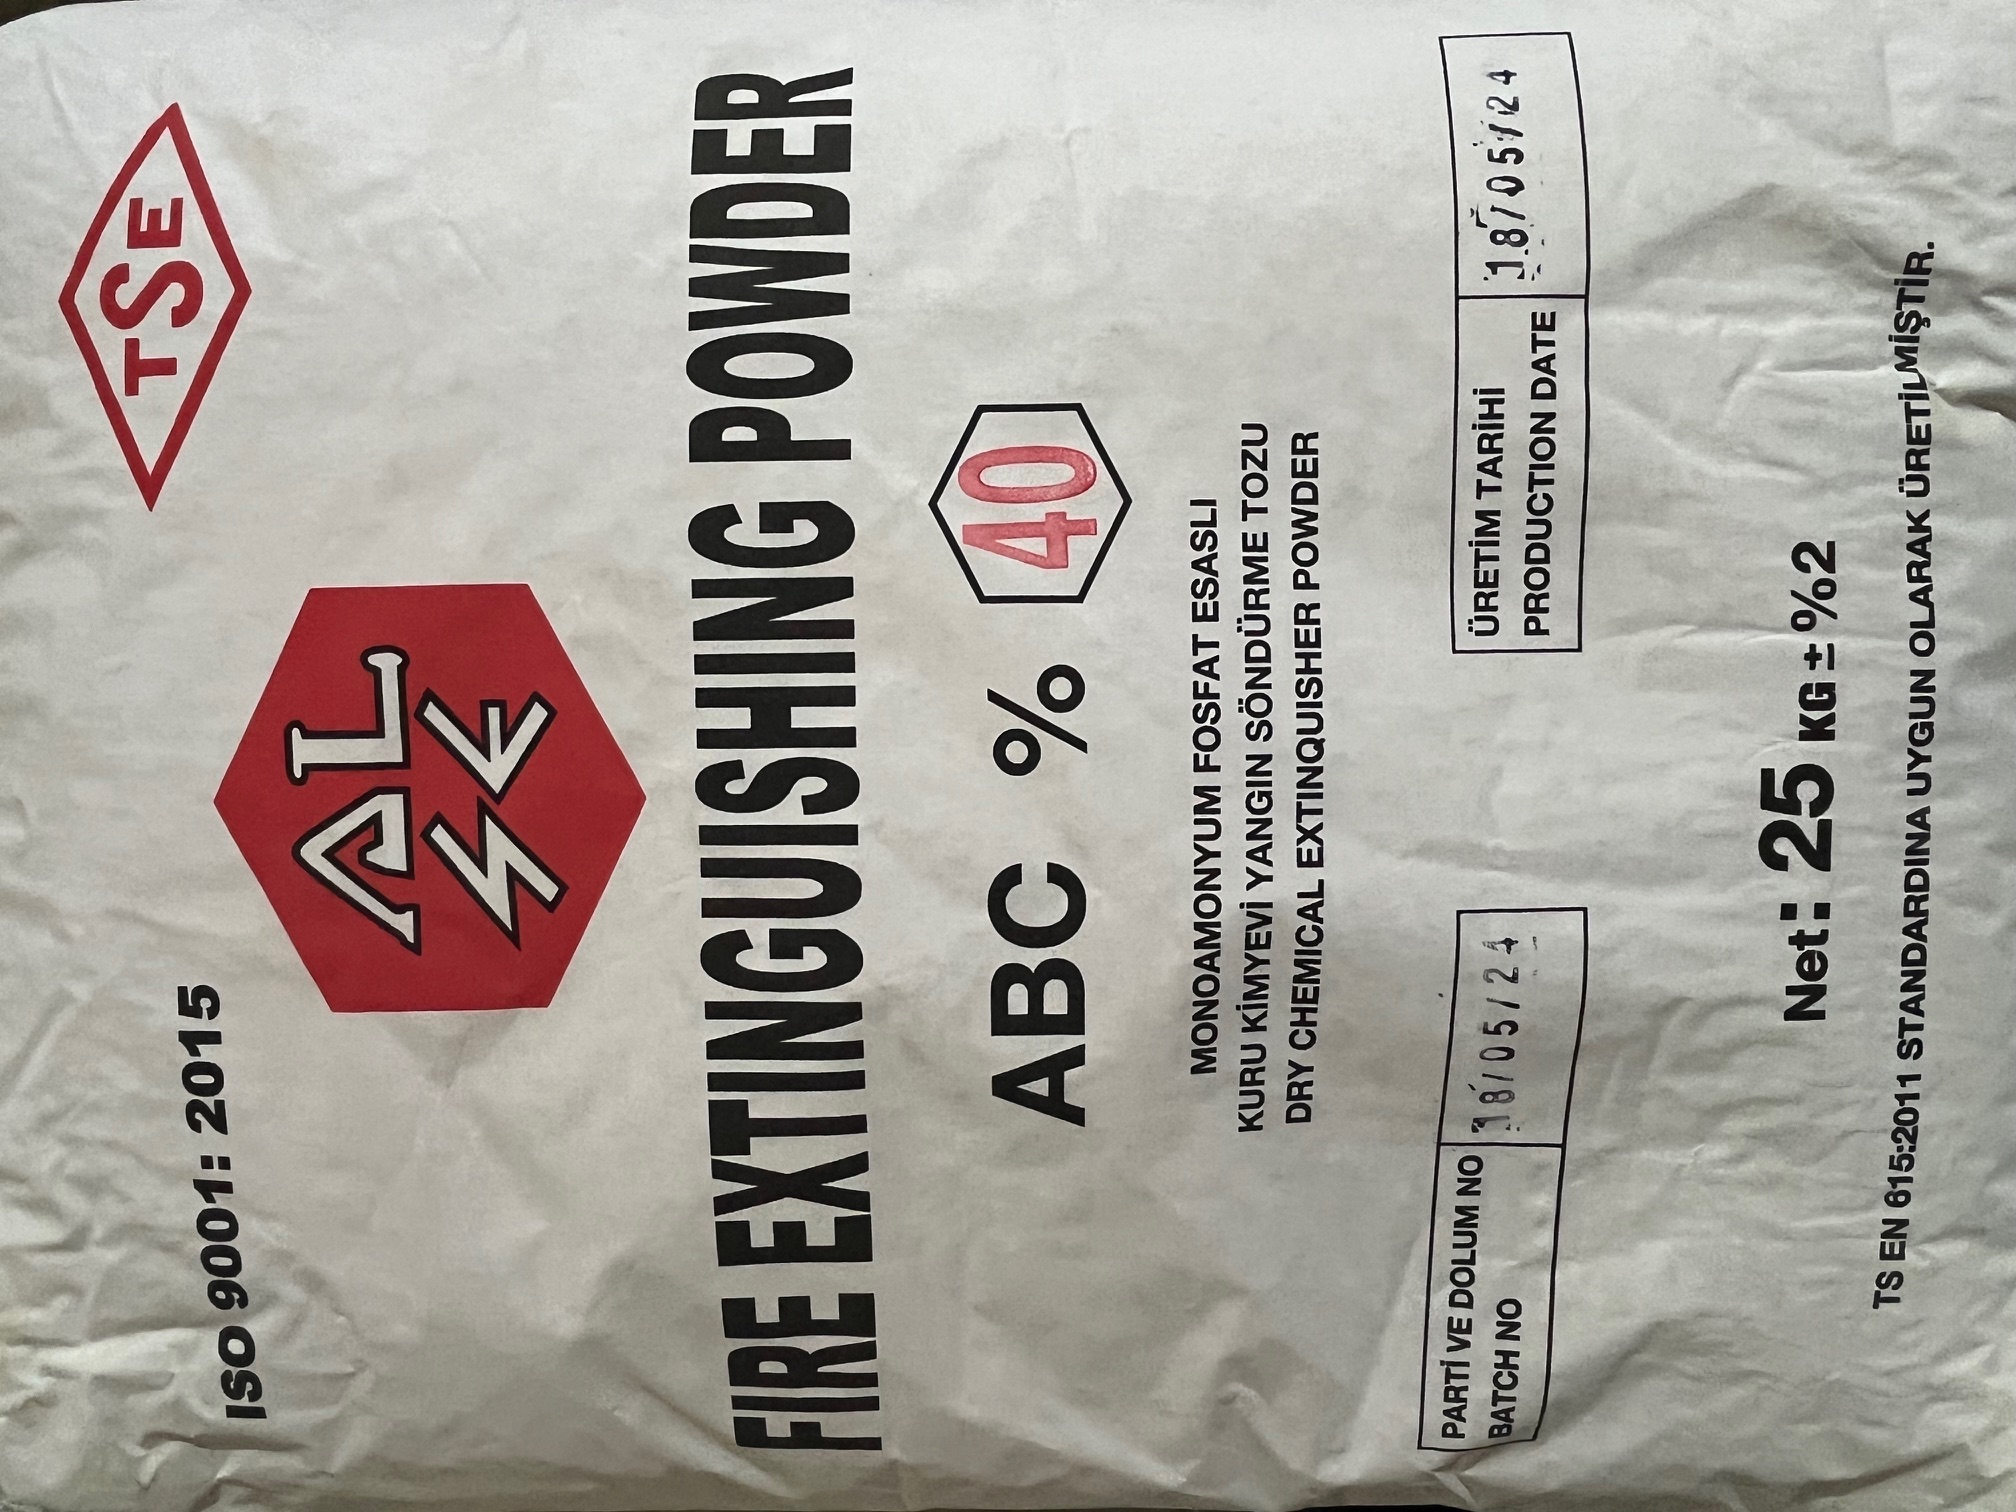 ISO 9001: 2015
TSE
AL
SE
FIRE EXTINGUISHING POWDER
ABC % 40
MONOAMONYUM FOSFAT ESASLI
KURU KİMYEVİ YANGIN SÖNDÜRME TOZU
DRY CHEMICAL EXTINQUISHER POWDER
PARTİ VE DOLUM NO
BATCH NO
18/05/24
ÜRETİM TARİHİ
PRODUCTION DATE
18/05/24
Net: 25 KG ± %2
TS EN 615:2011 STANDARDINA UYGUN OLARAK ÜRETİLMİŞTİR.